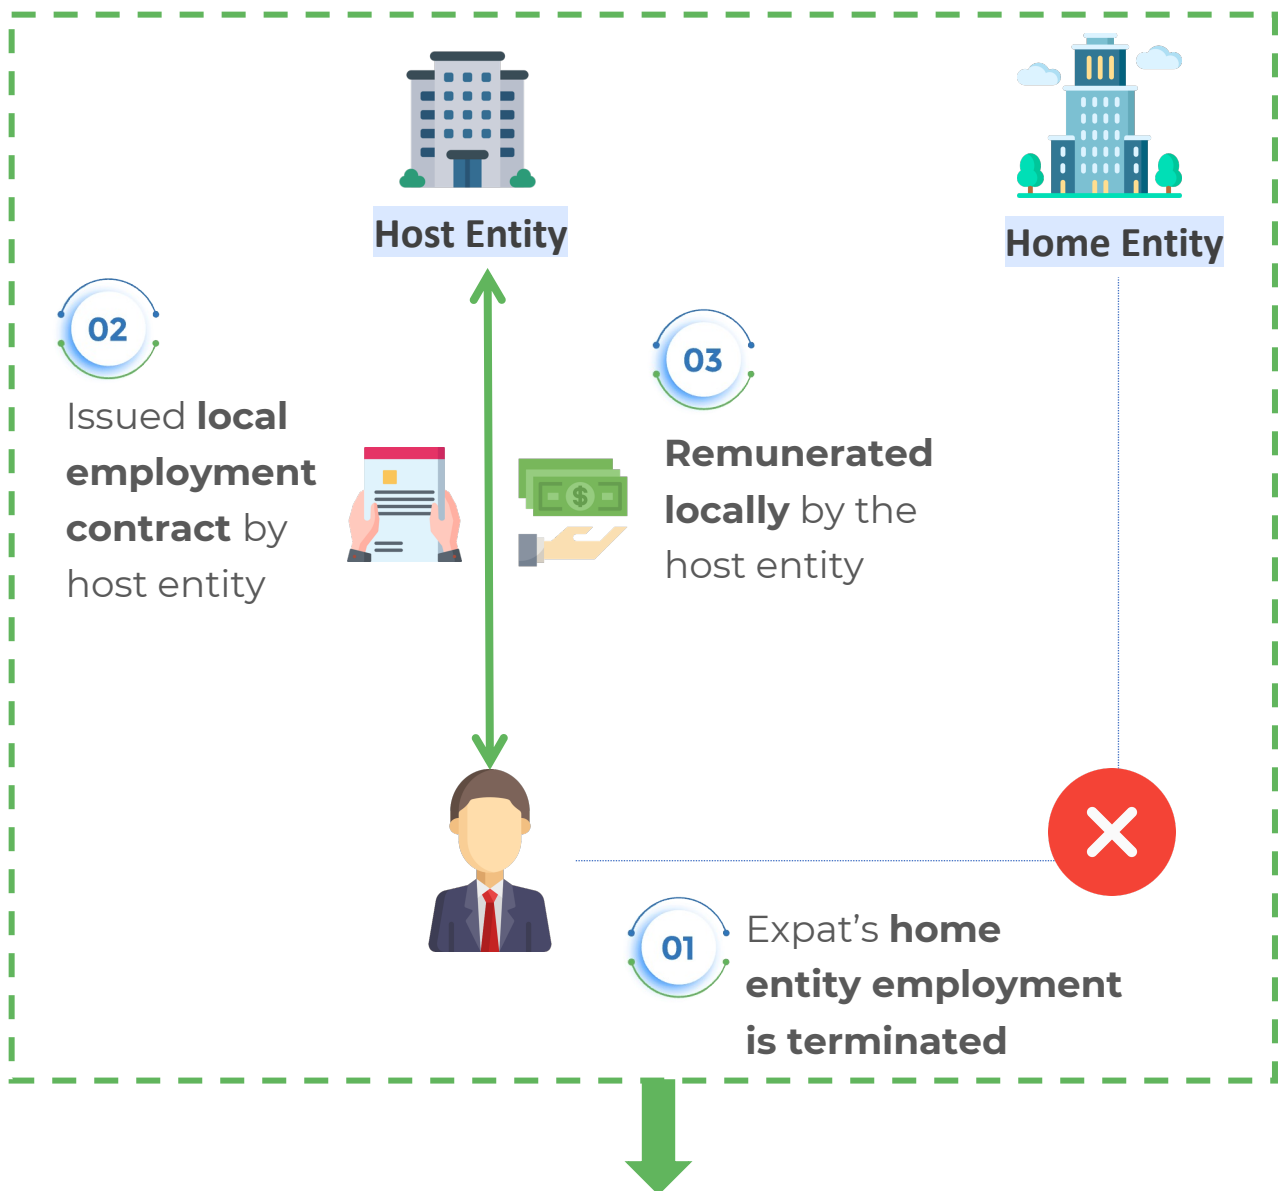 Host Entity
Home Entity
02
Issued local
employment
contract by
host entity
03
Remunerated
locally by the
host entity
$
01
Expat’s home
entity employment
is terminated